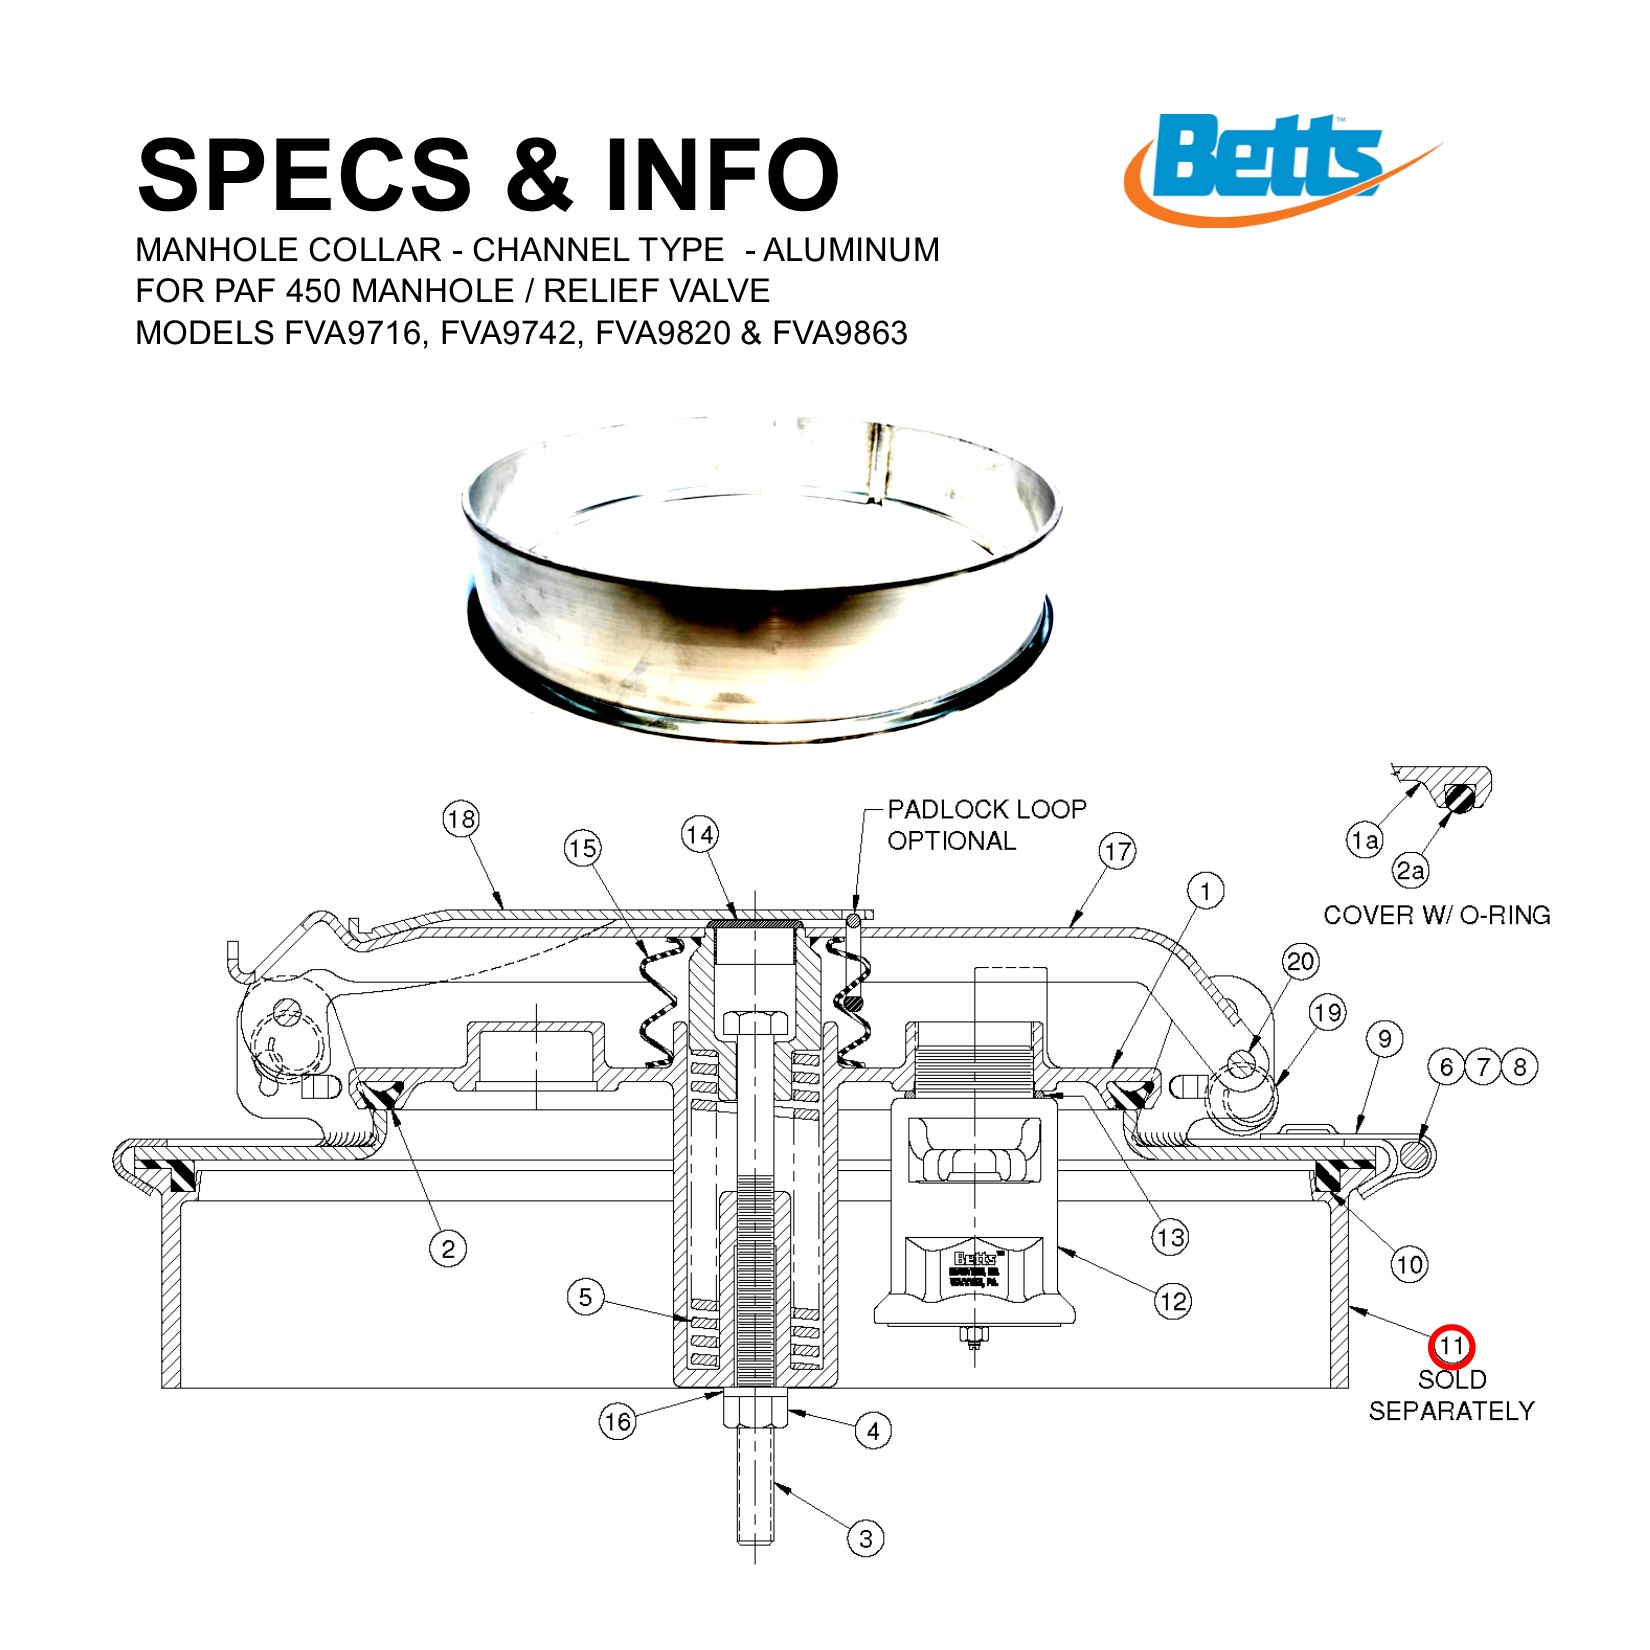 SPECS & INFO
Betts™
MANHOLE COLLAR - CHANNEL TYPE - ALUMINUM
FOR PAF 450 MANHOLE / RELIEF VALVE
MODELS FVA9716, FVA9742, FVA9820 & FVA9863
PADLOCK LOOP
OPTIONAL
18
15
14
17
1
1a
2a
COVER W/ O-RING
20
19
9
6 7 8
2
13
10
12
5
Betts™
11
SOLD
SEPARATELY
16
4
3